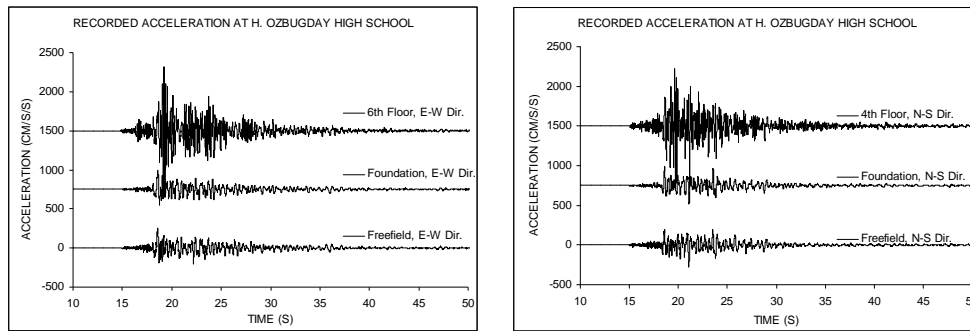 RECORDED ACCELERATION AT H. OZBUGDAY HIGH SCHOOL
ACCELERATION (CM/S/S)
2500
2000
1500
1000
500
0
-500
6th Floor, E-W Dir.
Foundation, E-W Dir.
Freefield, E-W Dir.
10 15 20 25 30 35 40 45 50
TIME (S)
RECORDED ACCELERATION AT H. OZBUGDAY HIGH SCHOOL
ACCELERATION (CM/S/S)
2500
2000
1500
1000
500
0
-500
4th Floor, N-S Dir.
Foundation, N-S Dir.
Freefield, N-S Dir.
10 15 20 25 30 35 40 45 50
TIME (S)